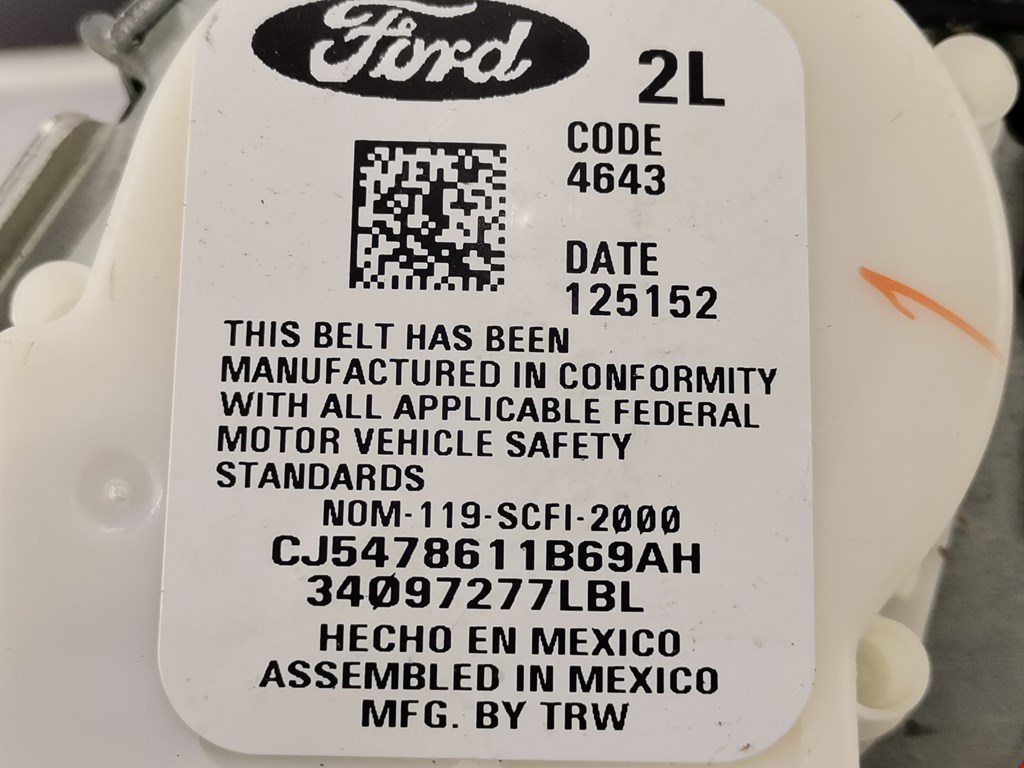 Ford
2L
CODE
4643
DATE
125152
THIS BELT HAS BEEN
MANUFACTURED IN CONFORMITY
WITH ALL APPLICABLE FEDERAL
MOTOR VEHICLE SAFETY
STANDARDS
NOM-119-SCFI-2000
CJ5478611B69AH
34097277LBL
HECHO EN MEXICO
ASSEMBLED IN MEXICO
MFG. BY TRW